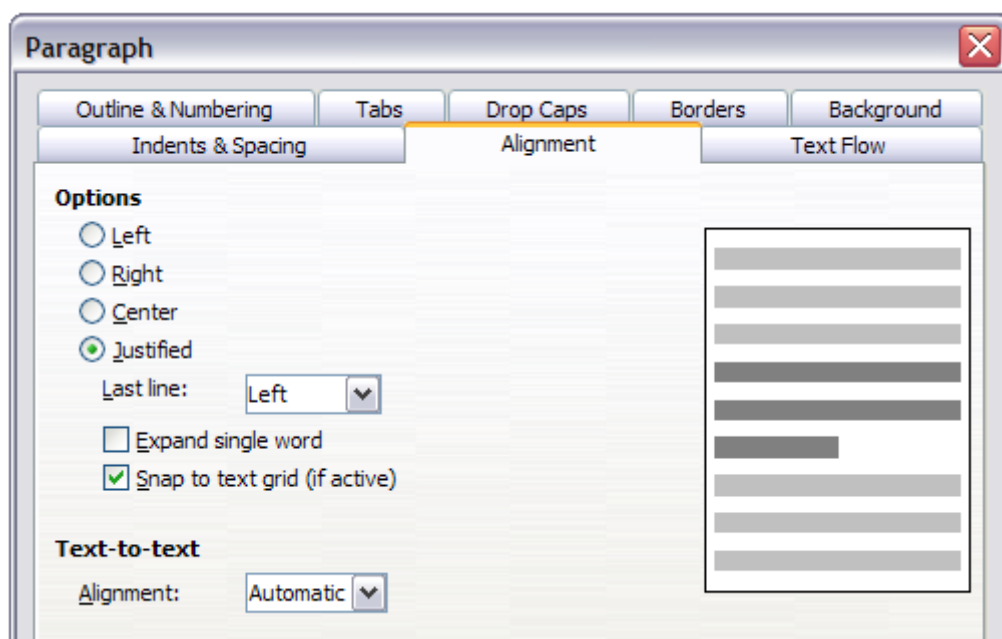 Paragraph
Outline & Numbering Tabs Drop Caps Borders Background
Indents & Spacing Alignment Text Flow
Options
Left
Right
Center
Justified
Last line: Left
Expand single word
Snap to text grid (if active)
Text-to-text
Alignment: Automatic